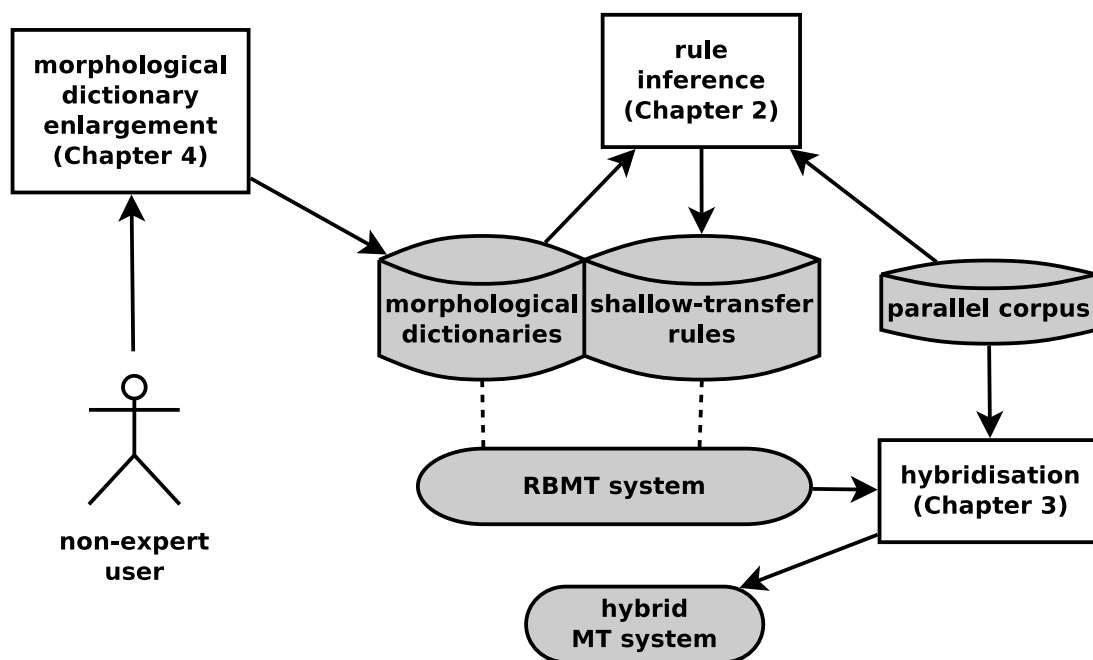 morphological
dictionary
enlargement
(Chapter 4)
rule
inference
(Chapter 2)
morphological
dictionaries
shallow-transfer
rules
parallel corpus
RBMT system
hybridisation
(Chapter 3)
non-expert
user
hybrid
MT system